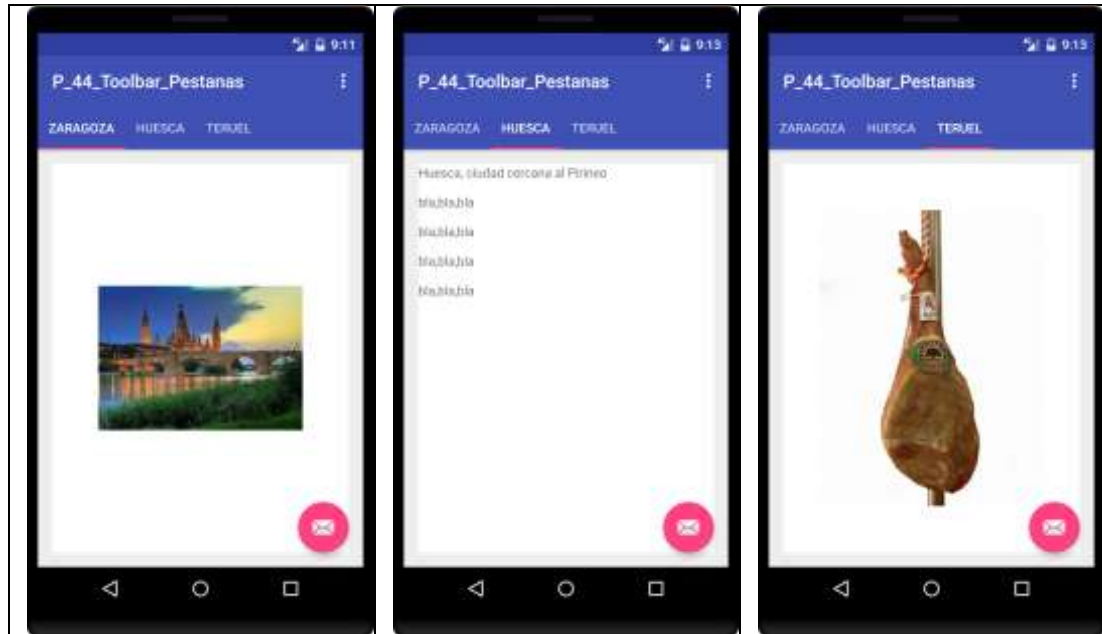 9:11
P_44_Toolbar_Pestanas
ZARAGOZA HUESCA TERUEL
9:13
P_44_Toolbar_Pestanas
ZARAGOZA HUESCA TERUEL
Huesca, ciudad cercana al Pirineo
bla,bla,bla
bla,bla,bla
bla,bla,bla
bla,bla,bla
9:13
P_44_Toolbar_Pestanas
ZARAGOZA HUESCA TERUEL